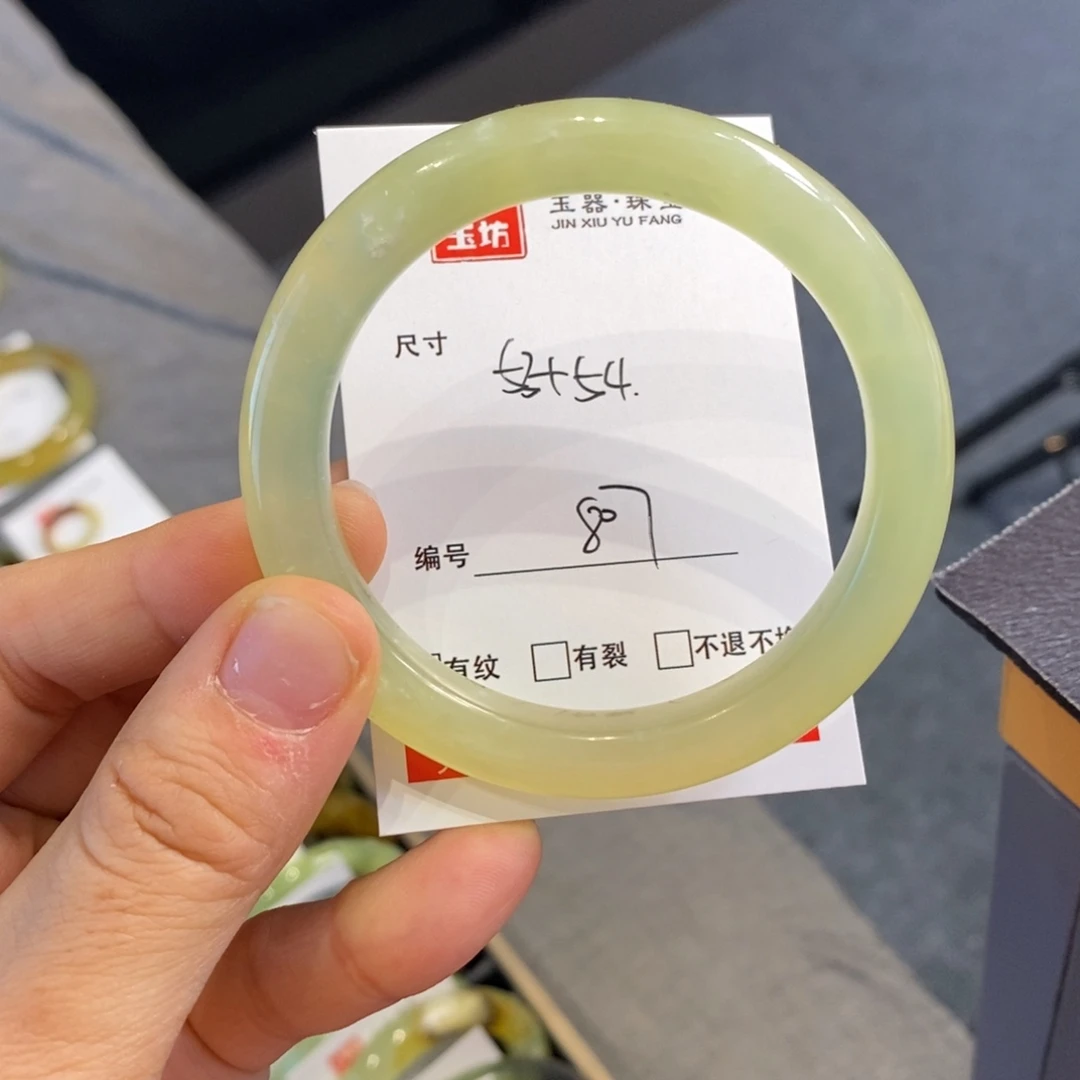 玉坊
玉器·珠
JIN XIU YU FANG
尺寸
编号 87
有纹 □有裂 □不退不